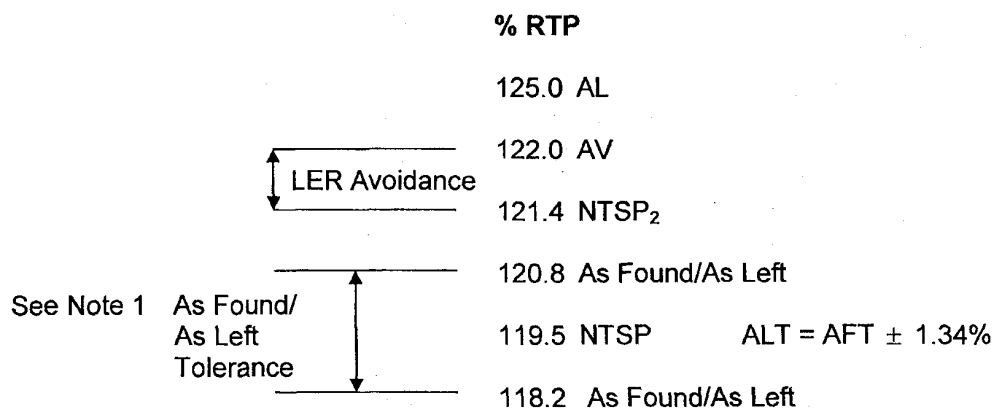 % RTP
125.0 AL
122.0 AV
LER Avoidance
121.4 NTSP₂
120.8 As Found/As Left
See Note 1 As Found/
As Left
Tolerance
119.5 NTSP ALT = AFT ± 1.34%
118.2 As Found/As Left